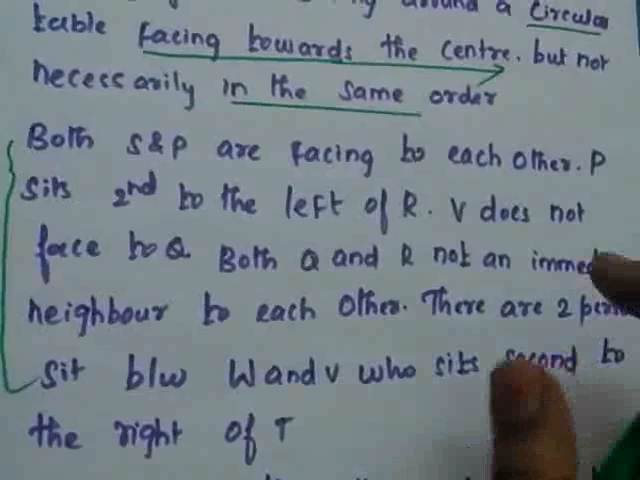 around a Circular
table facing towards the centre. but not
necessarily in the same order
Both S&P are facing to each other. P
Sits 2nd to the left of R. V does not
face to Q Both Q and R not an
neighbour to each other. There are 2
Sit b/w W and V who sits second to
the right of T